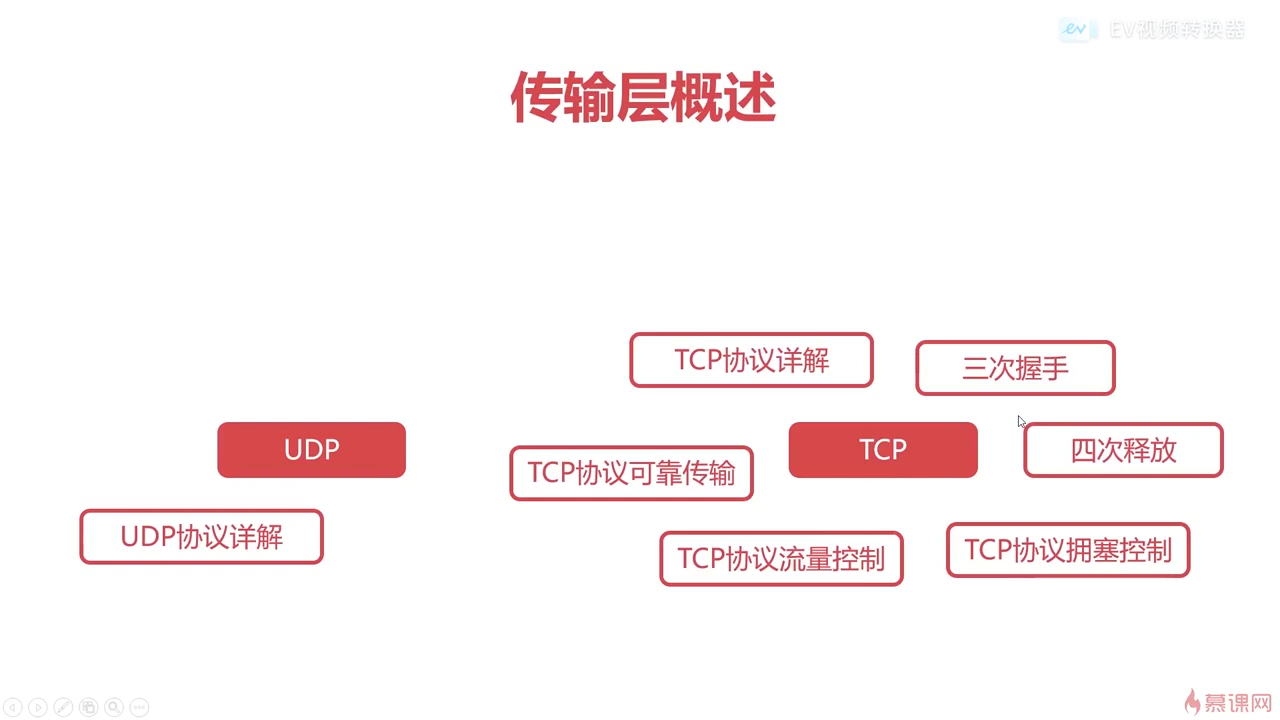 EV视频转换器
传输层概述
TCP协议详解
三次握手
UDP
TCP
四次释放
TCP协议可靠传输
UDP协议详解
TCP协议流量控制
TCP协议拥塞控制
慕课网